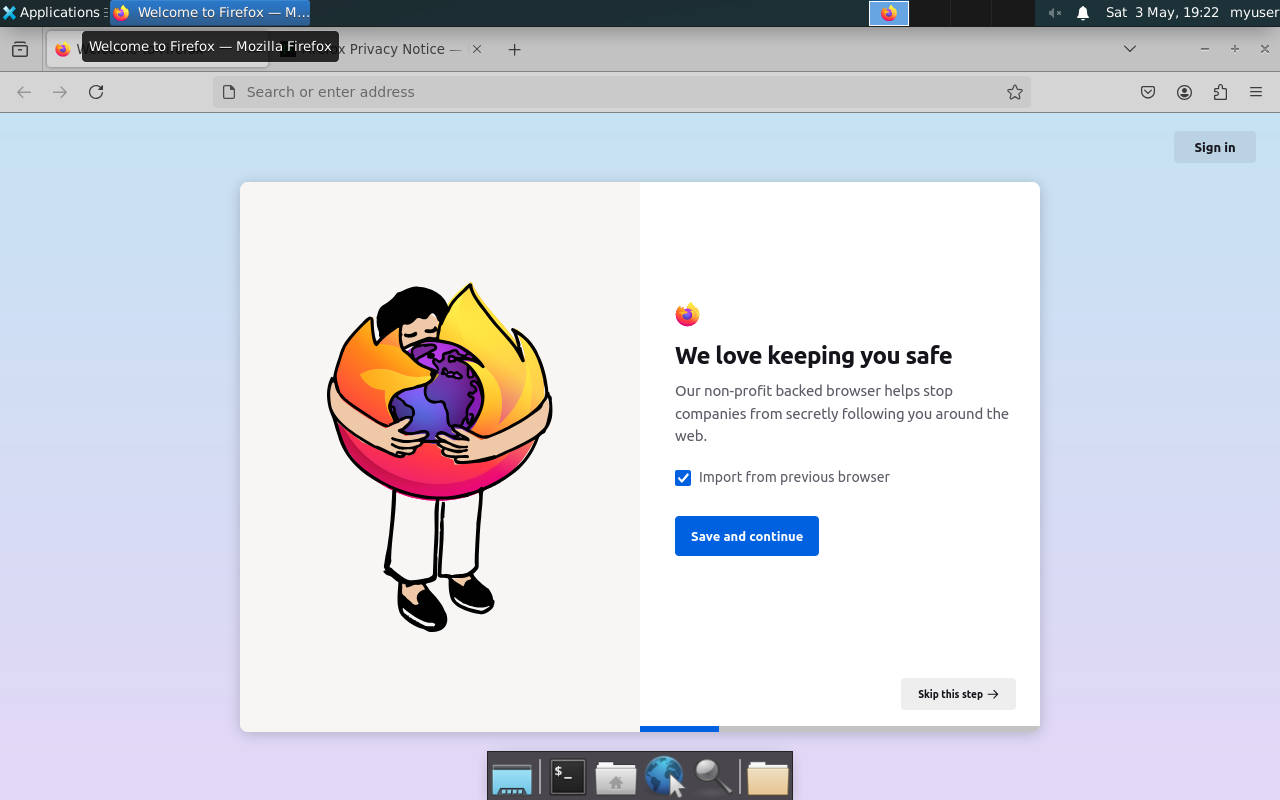 Applications
Welcome to Firefox — M...
Sat 3 May, 19:22
myuser
Welcome to Firefox — Mozilla Firefox
Privacy Notice —
Search or enter address
Sign in
We love keeping you safe
Our non-profit backed browser helps stop
companies from secretly following you around the
web.
Import from previous browser
Save and continue
Skip this step
$_